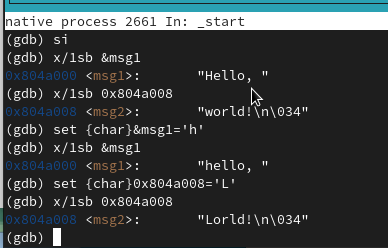 native process 2661 In: _start
(gdb) si
(gdb) x/1sb &msg1
0x804a000 <msg1>:       "Hello, "
(gdb) x/1sb 0x804a008
0x804a008 <msg2>:       "world!\n\034"
(gdb) set {char}&msg1='h'
(gdb) x/1sb &msg1
0x804a000 <msg1>:       "hello, "
(gdb) set {char}0x804a008='L'
(gdb) x/1sb 0x804a008
0x804a008 <msg2>:       "Lorld!\n\034"
(gdb)